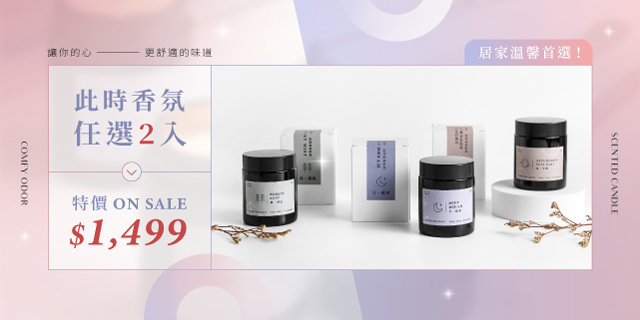 讓你的心 ——— 更舒適的味道
居家溫馨首選！
此時香氛
任選2入
特價 ON SALE
$1,499
COMFY ODOR
SCENTED CANDLE